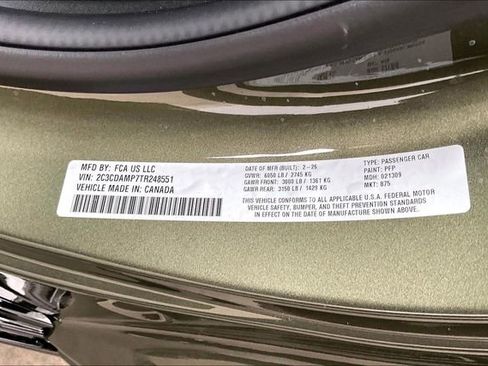 MFD BY: FCA US LLC
VIN: 2C3CDAMP7TR248551
VEHICLE MADE IN: CANADA
DATE OF MFR (BUILT): 2-26
GVWR: 6050 LB / 2745 KG
GAWR FRONT: 3000 LB / 1361 KG
GAWR REAR: 3150 LB / 1429 KG
TYPE: PASSENGER CAR
PAINT: PFP
MDH: 021309
MKT: 875
THIS VEHICLE CONFORMS TO ALL APPLICABLE U.S.A. FEDERAL MOTOR
VEHICLE SAFETY, BUMPER, AND THEFT PREVENTION STANDARDS
IN EFFECT ON THE DATE OF MANUFACTURE SHOWN ABOVE.